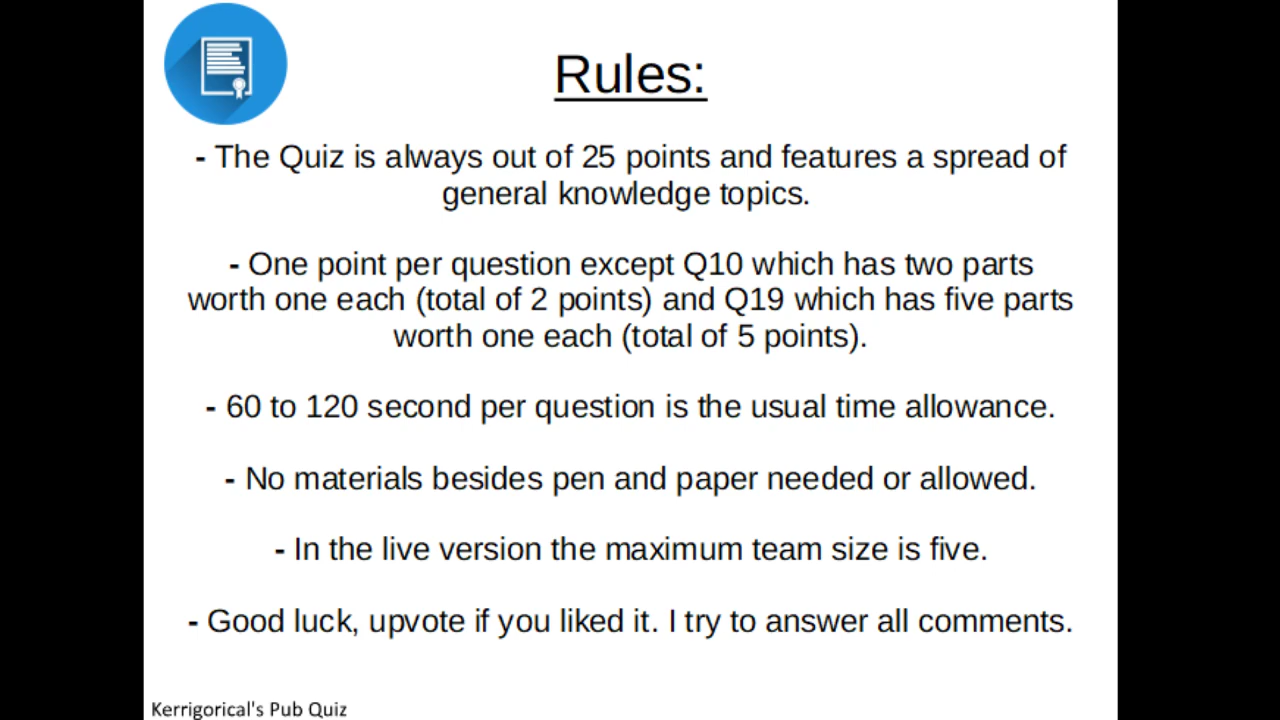 Rules:
- The Quiz is always out of 25 points and features a spread of
general knowledge topics.
- One point per question except Q10 which has two parts
worth one each (total of 2 points) and Q19 which has five parts
worth one each (total of 5 points).
- 60 to 120 second per question is the usual time allowance.
- No materials besides pen and paper needed or allowed.
- In the live version the maximum team size is five.
- Good luck, upvote if you liked it. I try to answer all comments.
Kerrigorical's Pub Quiz